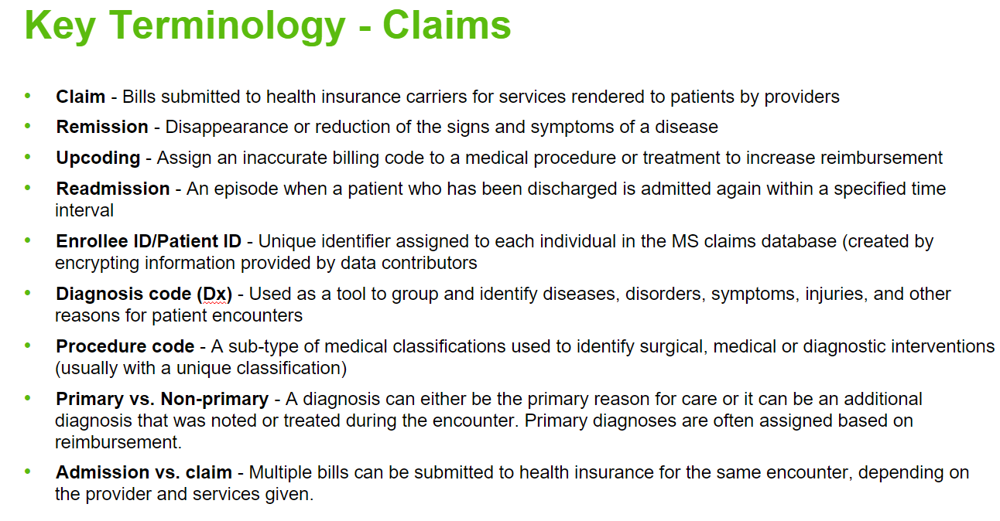 Key Terminology - Claims
• Claim - Bills submitted to health insurance carriers for services rendered to patients by providers
• Remission - Disappearance or reduction of the signs and symptoms of a disease
• Upcoding - Assign an inaccurate billing code to a medical procedure or treatment to increase reimbursement
• Readmission - An episode when a patient who has been discharged is admitted again within a specified time
interval
• Enrollee ID/Patient ID - Unique identifier assigned to each individual in the MS claims database (created by
encrypting information provided by data contributors
• Diagnosis code (Dx) - Used as a tool to group and identify diseases, disorders, symptoms, injuries, and other
reasons for patient encounters
• Procedure code - A sub-type of medical classifications used to identify surgical, medical or diagnostic interventions
(usually with a unique classification)
• Primary vs. Non-primary - A diagnosis can either be the primary reason for care or it can be an additional
diagnosis that was noted or treated during the encounter. Primary diagnoses are often assigned based on
reimbursement.
• Admission vs. claim - Multiple bills can be submitted to health insurance for the same encounter, depending on
the provider and services given.